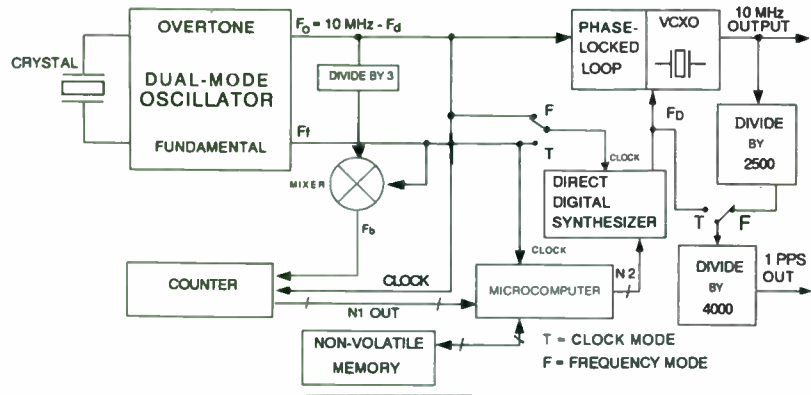 OVERTONE
F₀ = 10 MHz - Fd
PHASE-LOCKED LOOP
VCXO
10 MHz OUTPUT
CRYSTAL
DUAL-MODE OSCILLATOR
DIVIDE BY 3
FUNDAMENTAL
Ff
F
T
FD
DIVIDE BY 2500
MIXER
CLOCK
DIRECT DIGITAL SYNTHESIZER
T
F
Fb
CLOCK
COUNTER
CLOCK
MICROCOMPUTER
N2
DIVIDE BY 4000
1 PPS OUT
N1 OUT
NON-VOLATILE MEMORY
T = CLOCK MODE
F = FREQUENCY MODE